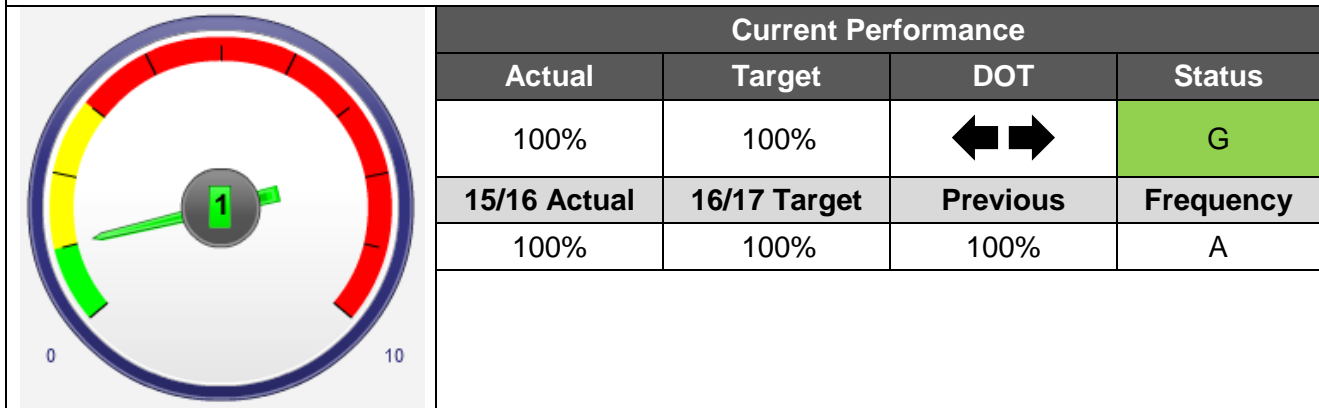 Current Performance
Actual Target DOT Status
100% 100% G
15/16 Actual 16/17 Target Previous Frequency
100% 100% 100% A
1
0 10